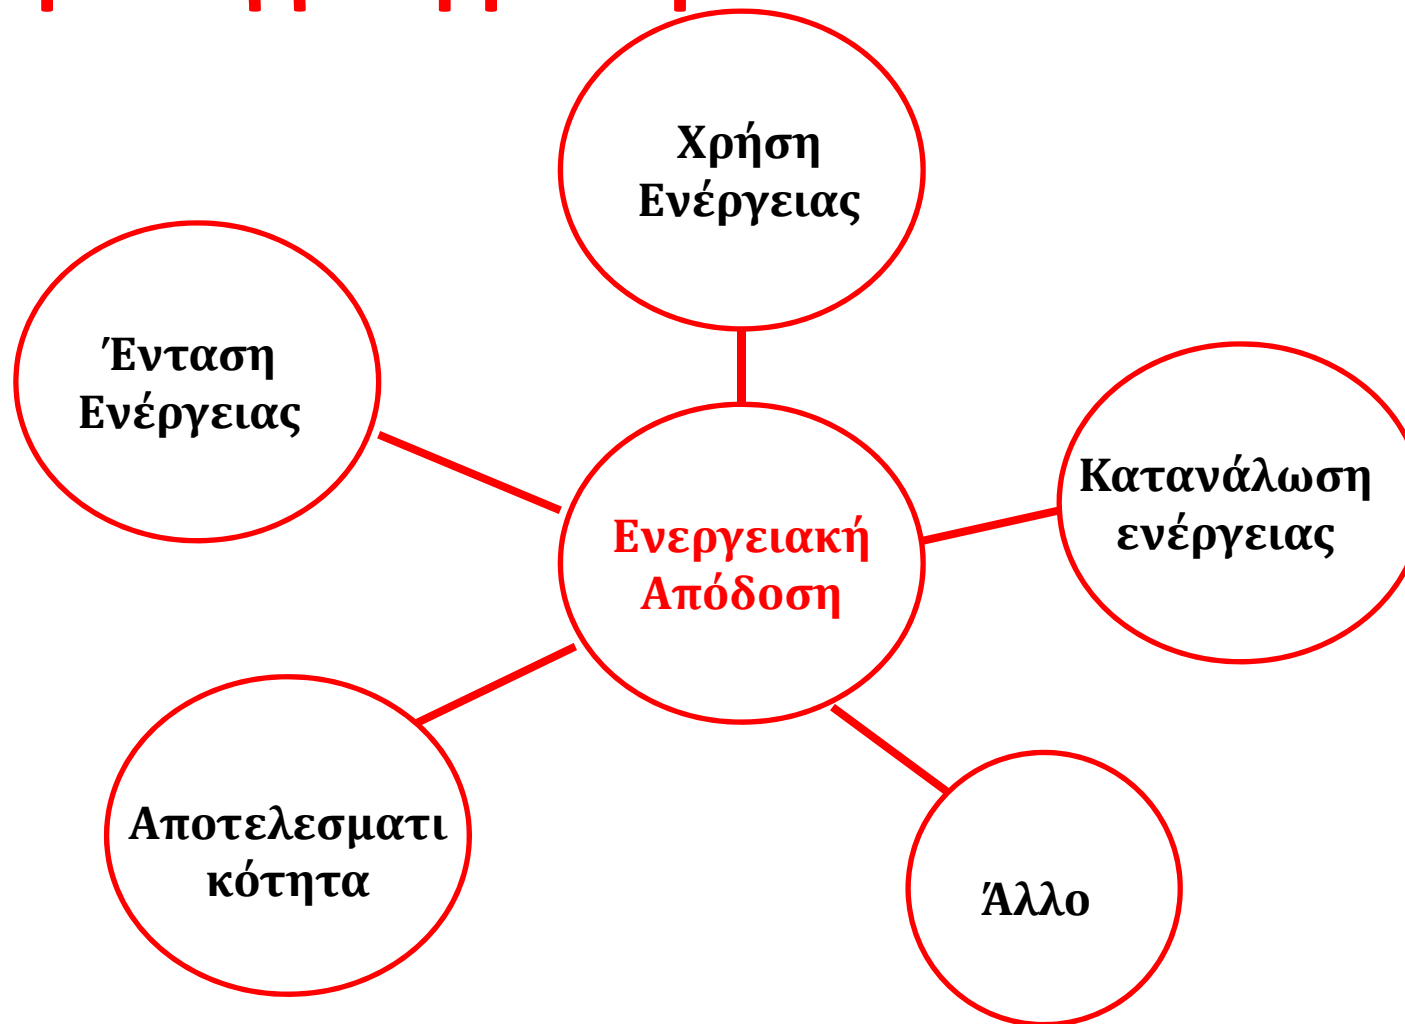 Χρήση
Ενέργειας
Ένταση
Ενέργειας
Κατανάλωση
ενέργειας
Ενεργειακή
Απόδοση
Αποτελεσματι
κότητα
Άλλο